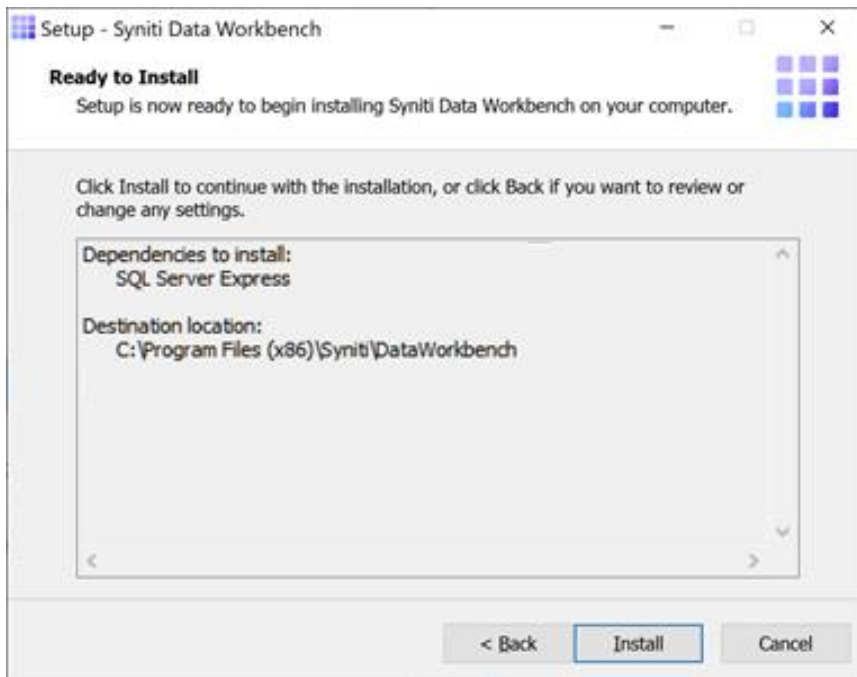 Setup - Syniti Data Workbench
Ready to Install
Setup is now ready to begin installing Syniti Data Workbench on your computer.
Click Install to continue with the installation, or click Back if you want to review or
change any settings.
Dependencies to install:
SQL Server Express
Destination location:
C:\Program Files (x86)\Syniti\DataWorkbench
< Back
Install
Cancel